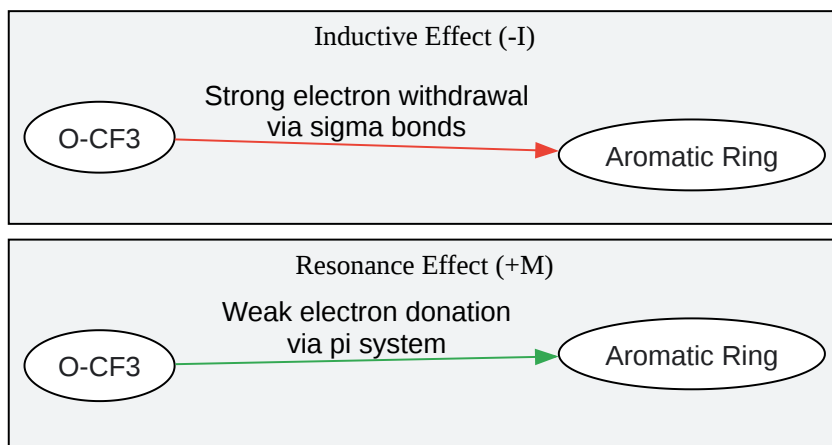 Inductive Effect (-I)
Strong electron withdrawal
via sigma bonds
O-CF3
Aromatic Ring
Resonance Effect (+M)
Weak electron donation
via pi system
O-CF3
Aromatic Ring